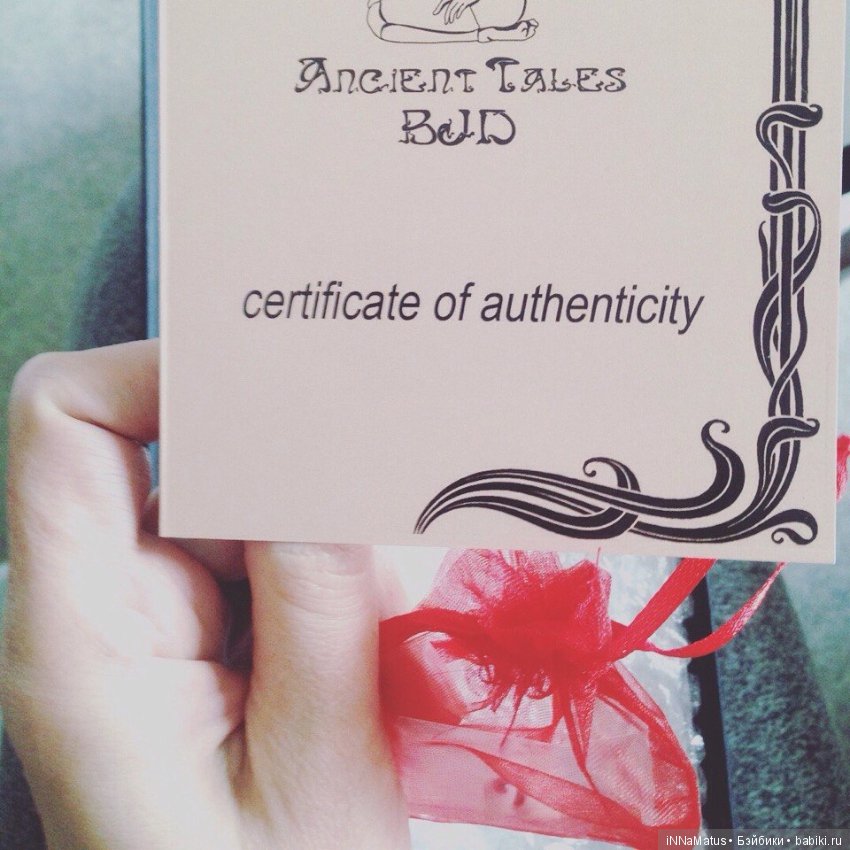 Ancient Tales
BJD
certificate of authenticity
iNNaMatus • Бэйбики • babiki.ru